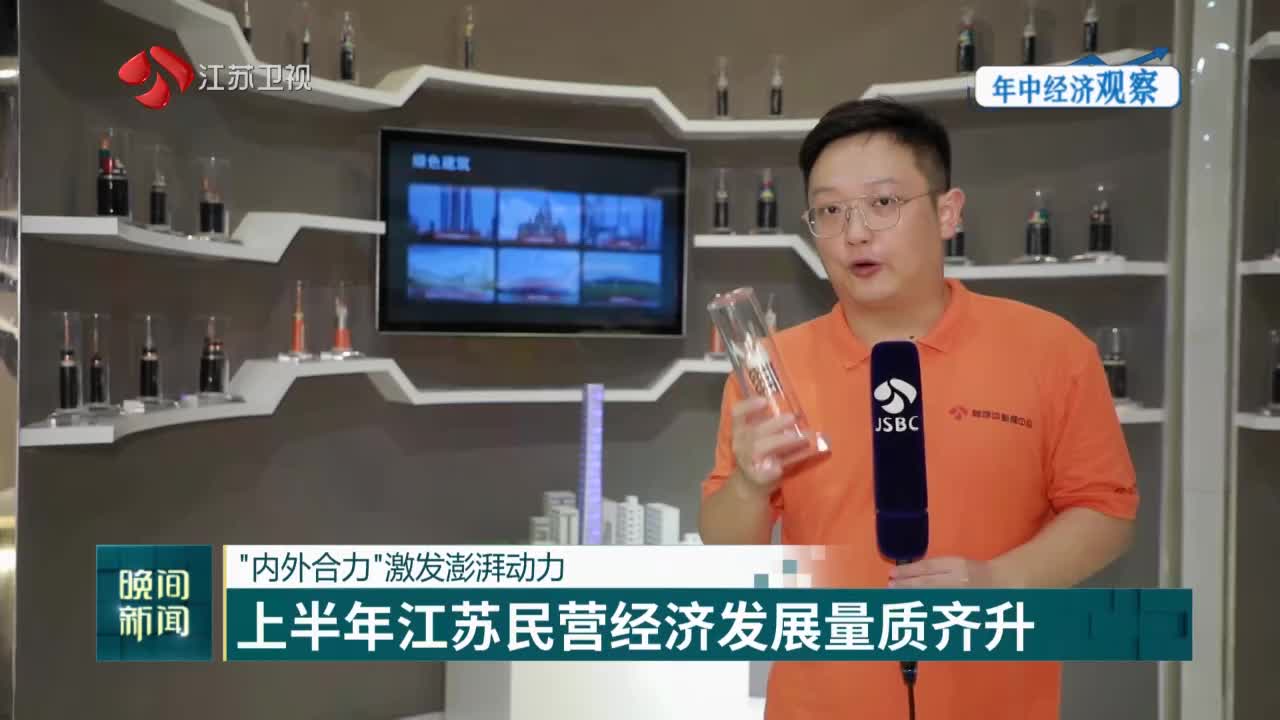 江苏卫视
年中经济观察
绿色建筑
JSBC
晚间
新闻
"内外合力"激发澎湃动力
上半年江苏民营经济发展量质齐升